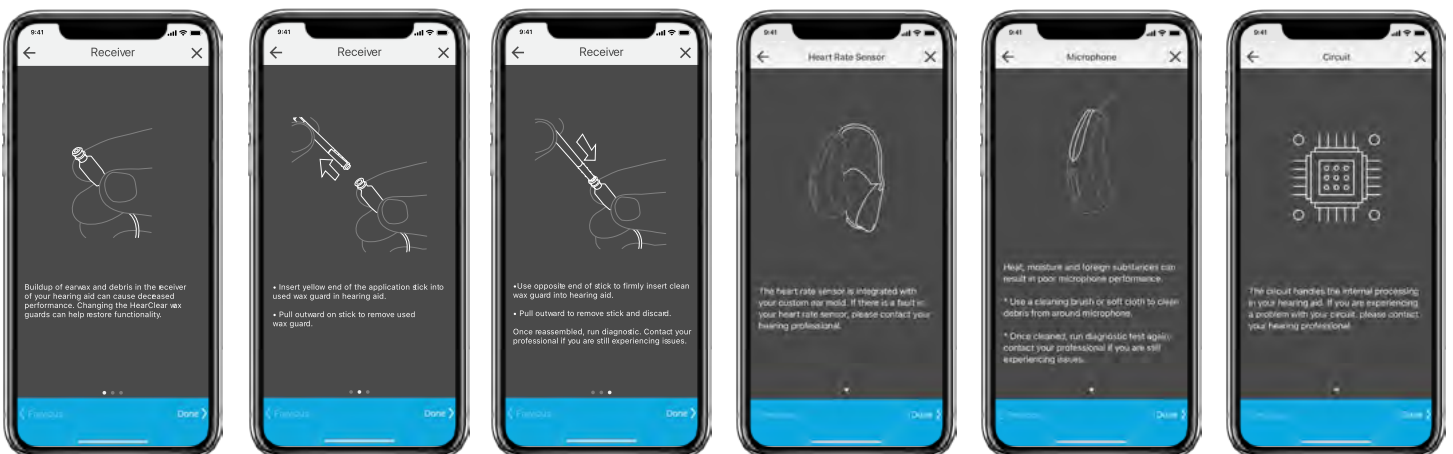 9:41
Receiver
Buildup of earwax and debris in the receiver
of your hearing aid can cause deceased
performance. Changing the HearClear wax
guards can help restore functionality.
Previous
Done
9:41
Receiver
• Insert yellow end of the application stick into
used wax guard in hearing aid.
• Pull outward on stick to remove used
wax guard.
Previous
Done
9:41
Receiver
•Use opposite end of stick to firmly insert clean
wax guard into hearing aid.
• Pull outward to remove stick and discard.
Once reassembled, run diagnostic. Contact your
professional if you are still experiencing issues.
Previous
Done
9:41
Heart Rate Sensor
The heart rate sensor is integrated with
your custom ear mold. If there is a fault in
your heart rate sensor, please contact your
hearing professional.
Done
9:41
Microphone
Heat, moisture and foreign substances can
result in poor microphone performance.
* Use a cleaning brush or soft cloth to clean
debris from around microphone.
* Once cleaned, run diagnostic test again,
contact your professional if you are still
experiencing issues.
Done
9:41
Circuit
The circuit handles the internal processing
in your hearing aid. If you are experiencing
a problem with your circuit, please contact
your hearing professional.
Done